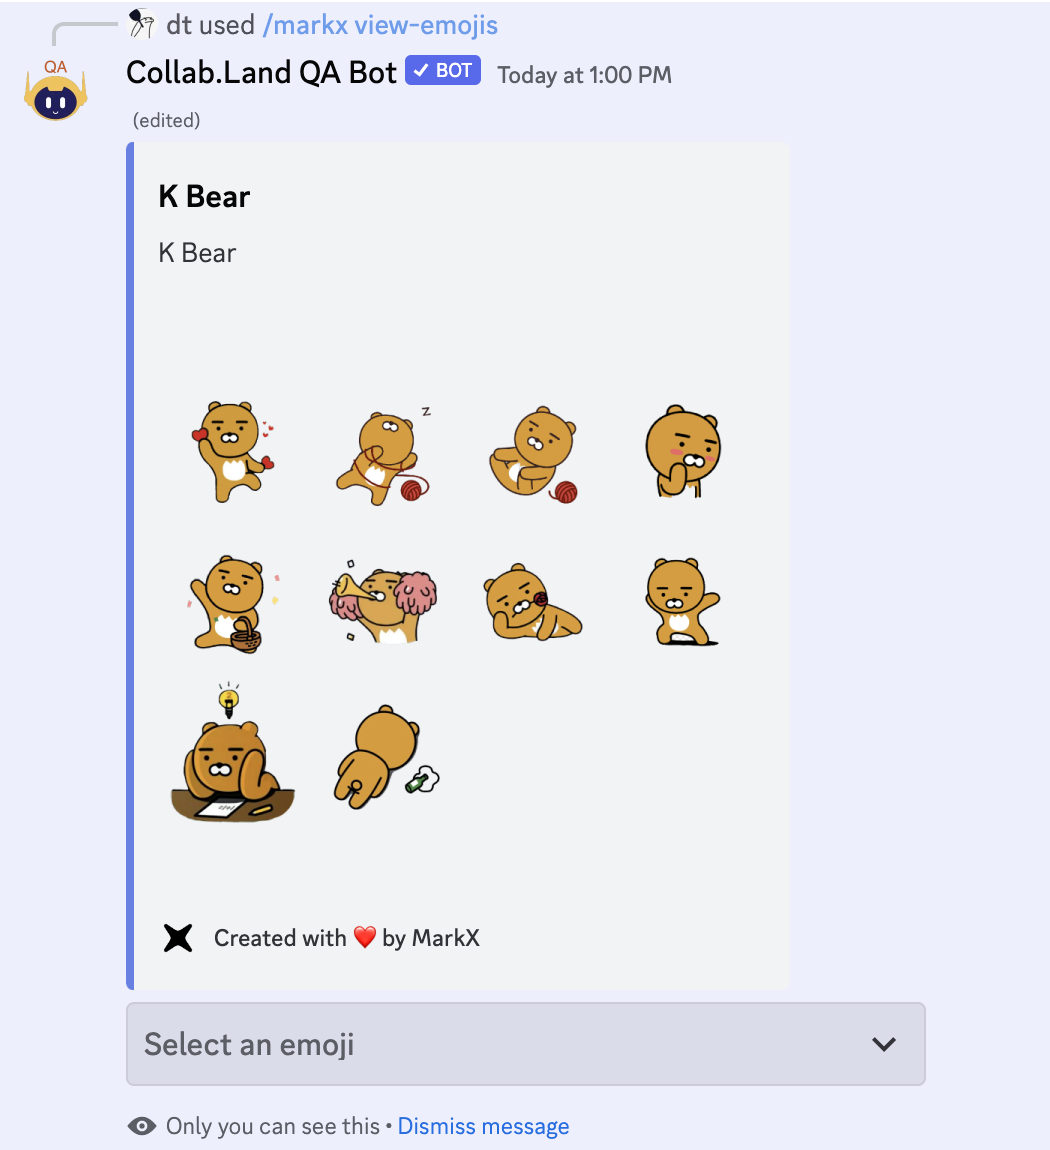 dt used /markx view-emojis
QA
Collab.Land QA Bot ✓ BOT Today at 1:00 PM
(edited)
K Bear
K Bear
z
Created with ❤️ by MarkX
Select an emoji
Only you can see this • Dismiss message